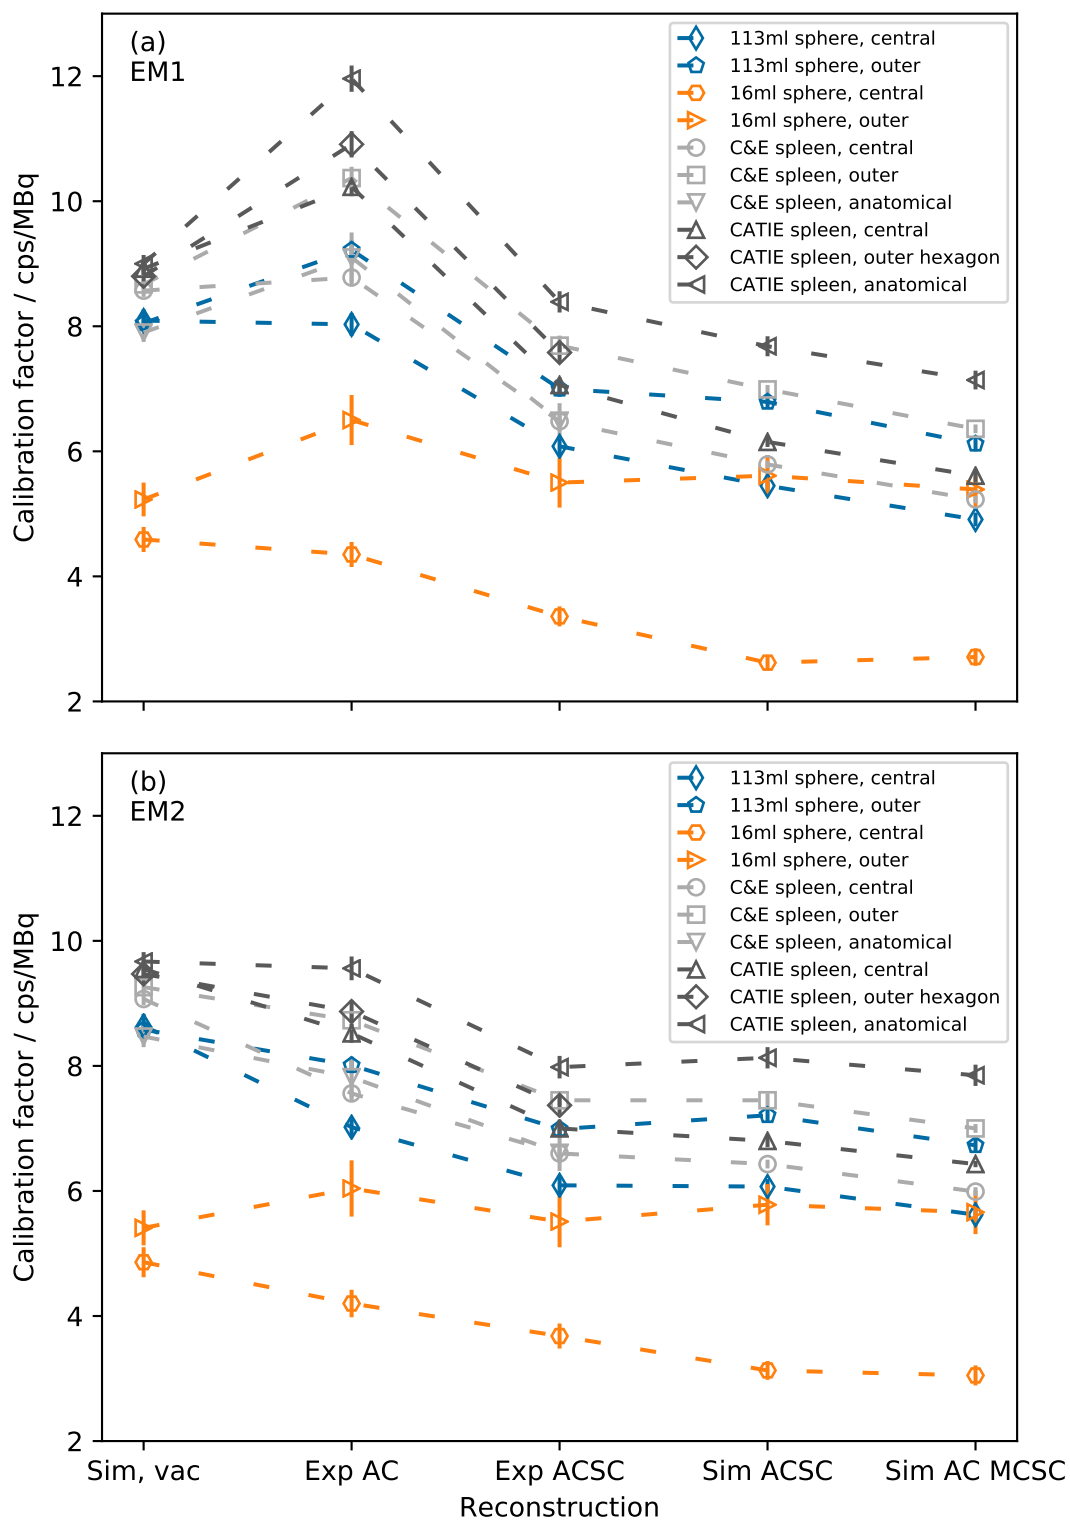 (a)
EM1
113ml sphere, central
113ml sphere, outer
16ml sphere, central
16ml sphere, outer
C&E spleen, central
C&E spleen, outer
C&E spleen, anatomical
CATIE spleen, central
CATIE spleen, outer hexagon
CATIE spleen, anatomical
12
10
8
6
4
2
Calibration factor / cps/MBq
(b)
EM2
113ml sphere, central
113ml sphere, outer
16ml sphere, central
16ml sphere, outer
C&E spleen, central
C&E spleen, outer
C&E spleen, anatomical
CATIE spleen, central
CATIE spleen, outer hexagon
CATIE spleen, anatomical
12
10
8
6
4
2
Calibration factor / cps/MBq
Sim, vac
Exp AC
Exp ACSC
Sim ACSC
Sim AC MCSC
Reconstruction